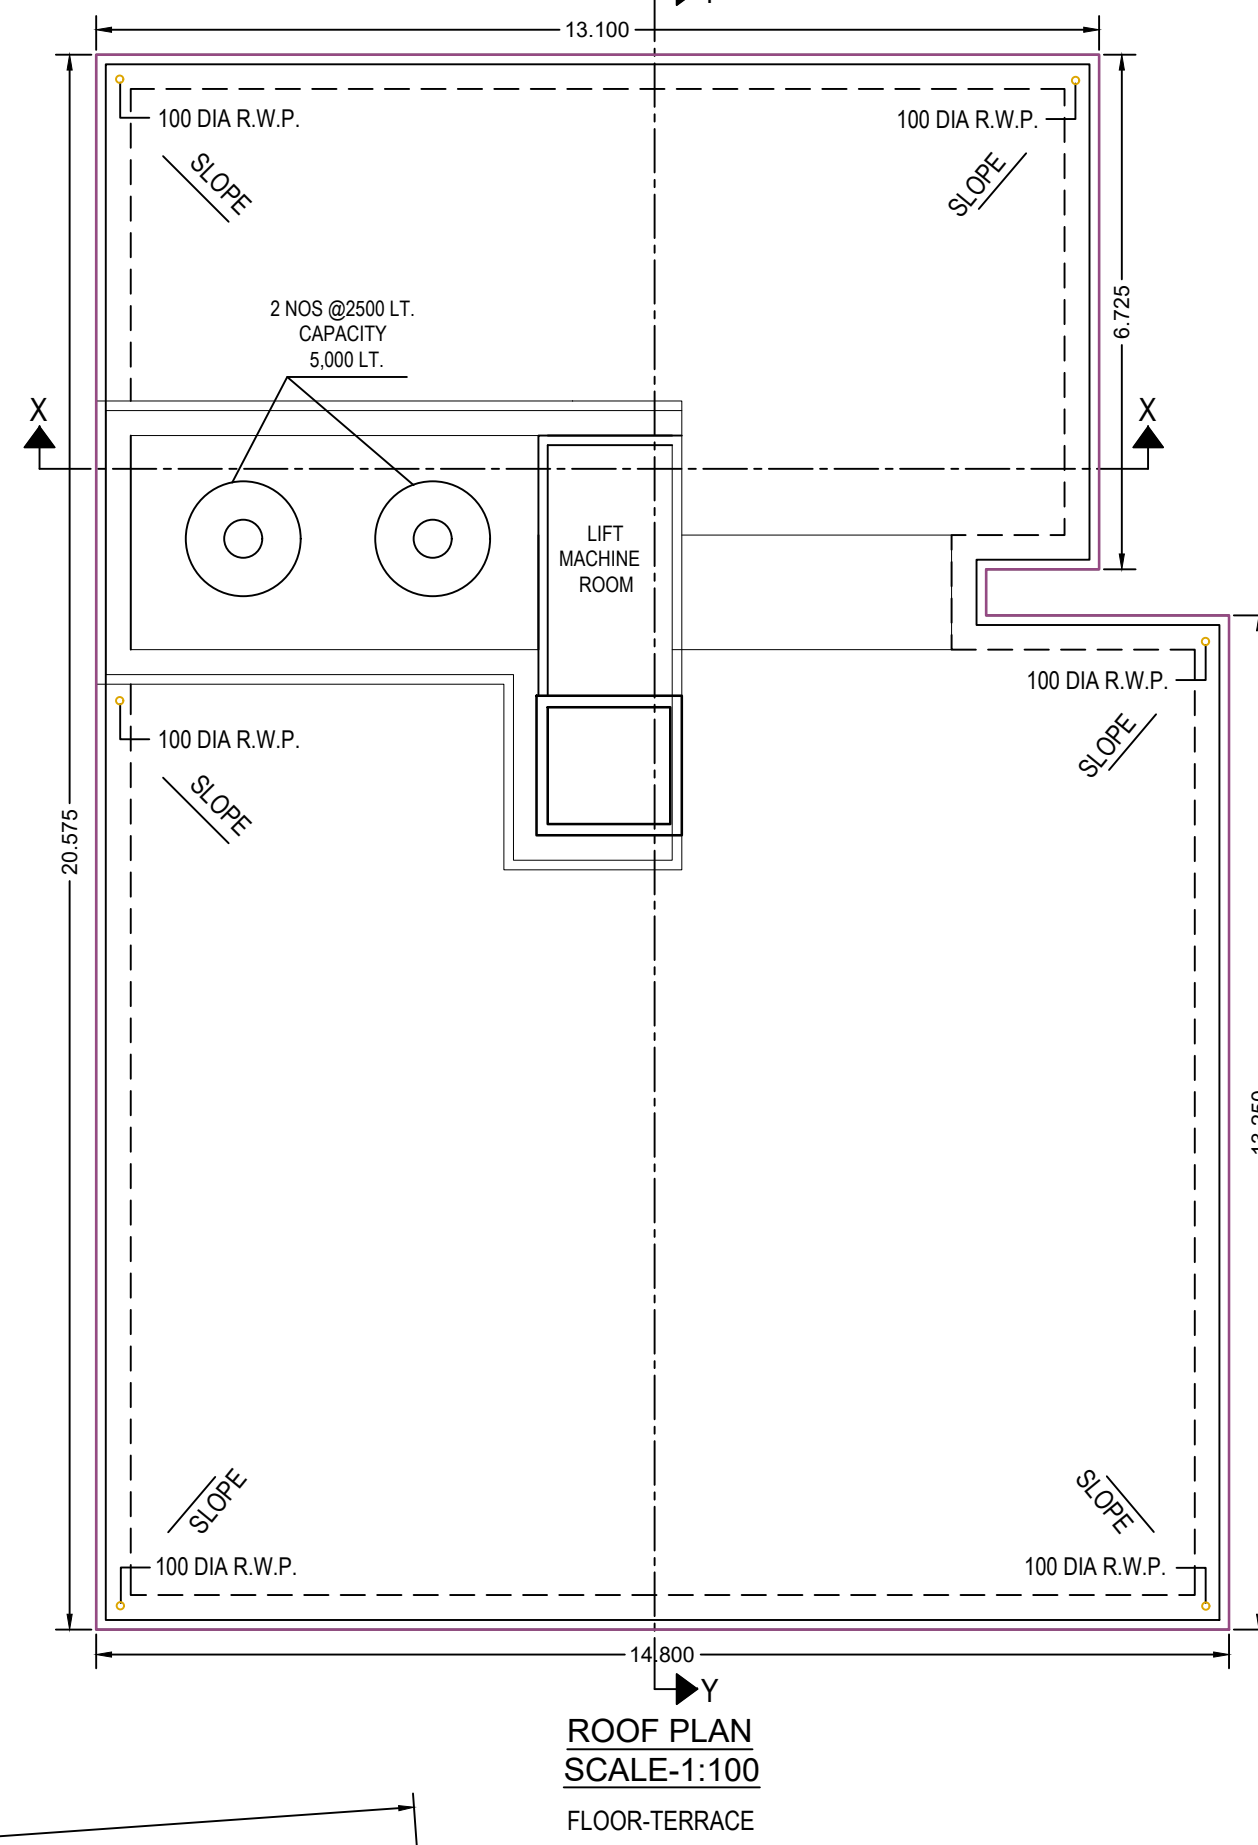 13.100
100 DIA R.W.P.
100 DIA R.W.P.
SLOPE
SLOPE
2 NOS @2500 LT.
CAPACITY
5,000 LT.
6.725
X
X
LIFT
MACHINE
ROOM
100 DIA R.W.P.
100 DIA R.W.P.
SLOPE
SLOPE
20.575
SLOPE
SLOPE
100 DIA R.W.P.
100 DIA R.W.P.
14.800
Y
ROOF PLAN
SCALE-1:100
FLOOR-TERRACE